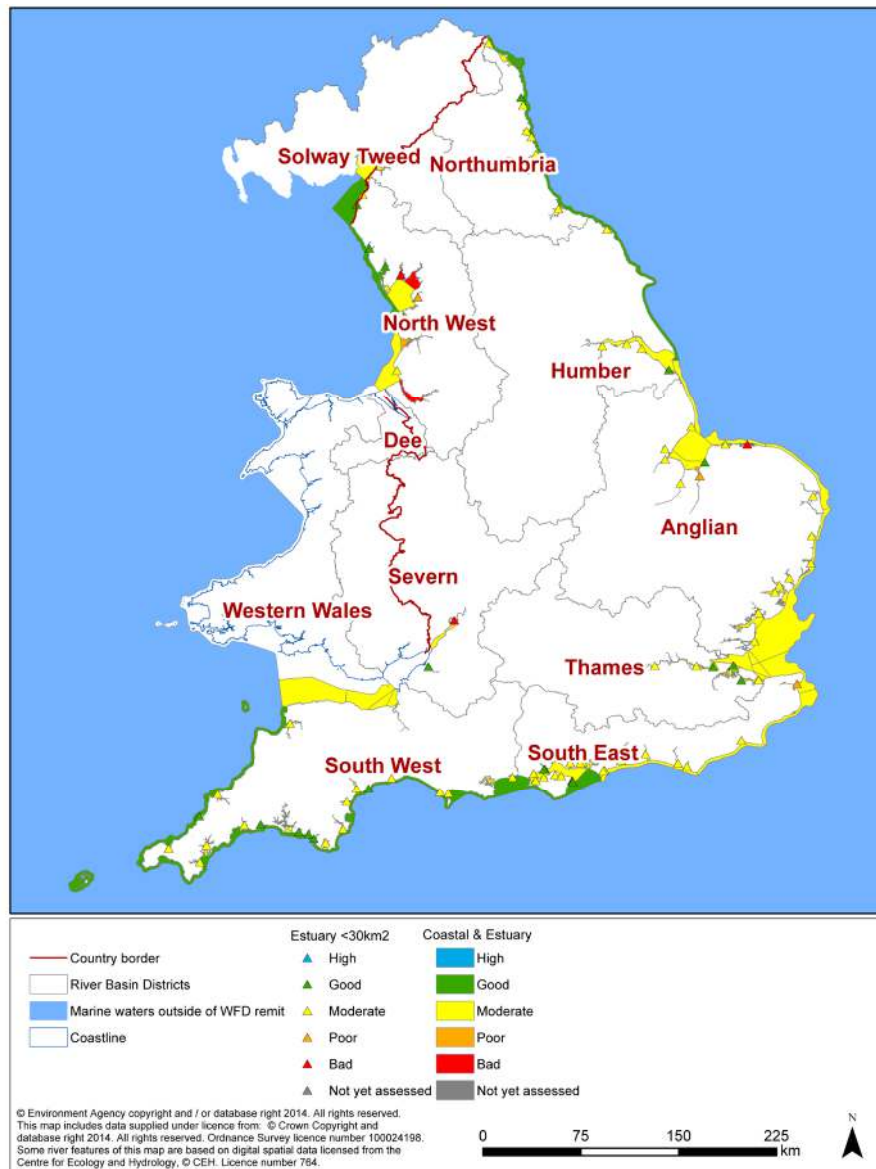 Solway Tweed
Northumbria
North West
Humber
Dee
Anglian
Severn
Western Wales
Thames
South East
South West
Estuary <30km2
Coastal & Estuary
Country border
High
High
River Basin Districts
Good
Good
Marine waters outside of WFD remit
Moderate
Moderate
Coastline
Poor
Poor
Bad
Bad
Not yet assessed
Not yet assessed
© Environment Agency copyright and / or database right 2014. All rights reserved.
This map includes data supplied under licence from: © Crown Copyright and
database right 2014. All rights reserved. Ordnance Survey licence number 100024198.
Some river features of this map are based on digital spatial data licensed from the
Centre for Ecology and Hydrology, © CEH. Licence number 764.
0 75 150 225
km
N